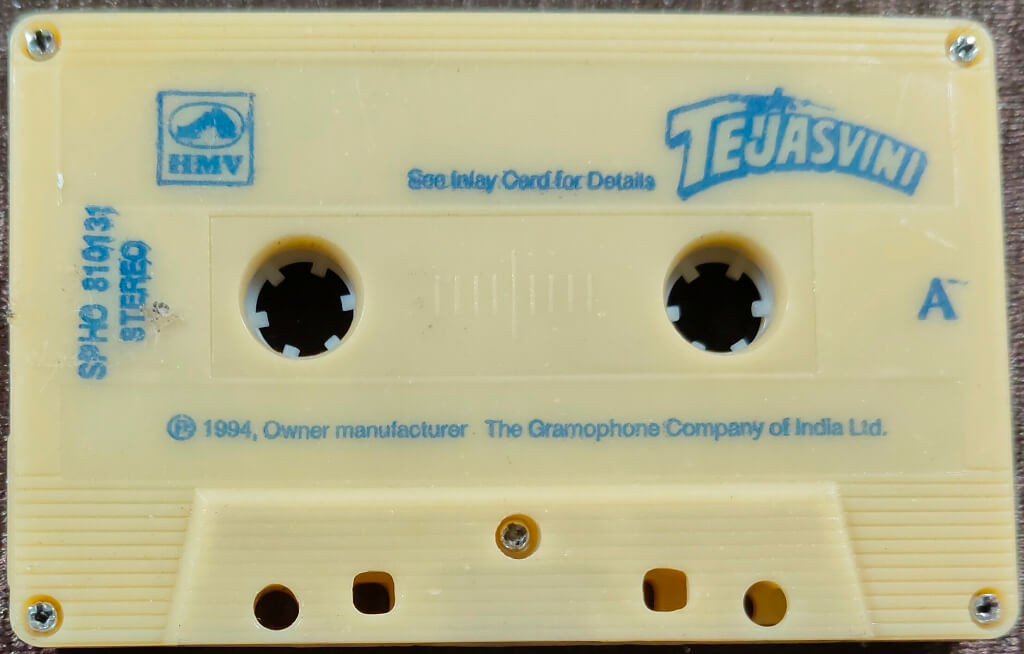 HMV
TEJASVINI
See Inlay Card for Details
SPHO 810131
STEREO
A
Ⓟ 1994, Owner manufacturer The Gramophone Company of India Ltd.